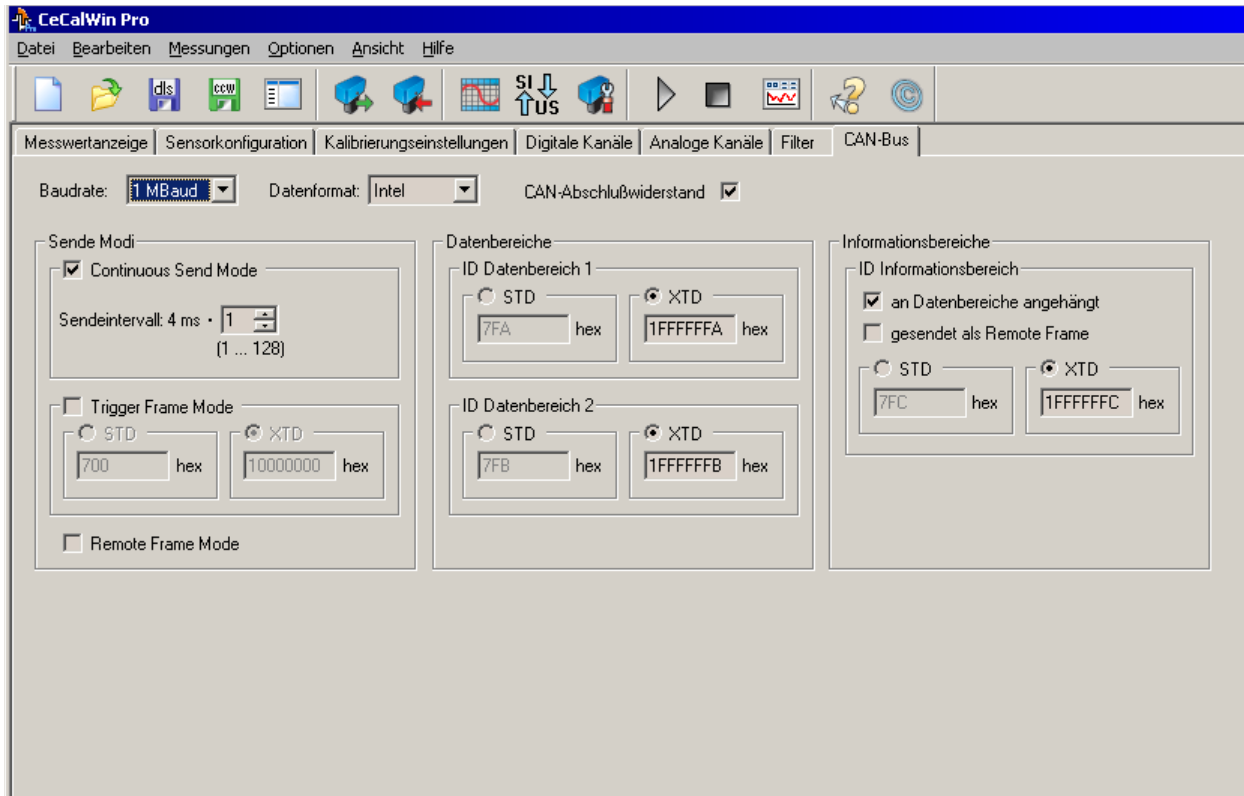 CeCalWin Pro
Datei Bearbeiten Messungen Optionen Ansicht Hilfe
dls ccw SI US
Pro
Messwertanzeige Sensorkonfiguration Kalibrierungseinstellungen Digitale Kanäle Analoge Kanäle Filter CAN-Bus
Baudrate: 1 MBaud Datenformat: Intel CAN-Abschlußwiderstand
Sende Modi
Continuous Send Mode
Sendeintervall: 4 ms · 1
(1 ... 128)
Trigger Frame Mode
STD XTD
700 hex 10000000 hex
Remote Frame Mode
Datenbereiche
ID Datenbereich 1
STD XTD
7FA hex 1FFFFFFA hex
ID Datenbereich 2
STD XTD
7FB hex 1FFFFFFB hex
Informationsbereiche
ID Informationsbereich
an Datenbereiche angehängt
gesendet als Remote Frame
STD XTD
7FC hex 1FFFFFFC hex